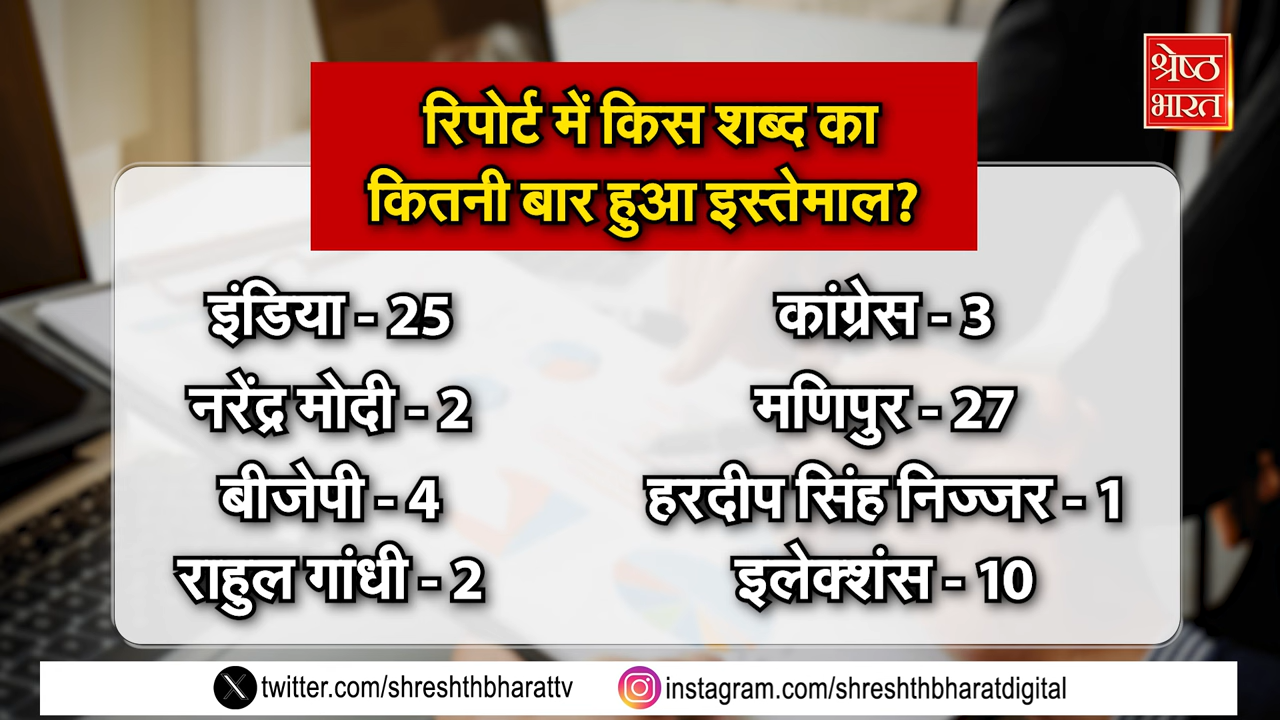 श्रेष्ठ
भारत
रिपोर्ट में किस शब्द का
कितनी बार हुआ इस्तेमाल?
इंडिया - 25
नरेंद्र मोदी - 2
बीजेपी - 4
राहुल गांधी - 2
कांग्रेस - 3
मणिपुर - 27
हरदीप सिंह निज्जर - 1
इलेक्शंस - 10
twitter.com/shreshthbharattv
instagram.com/shreshthbharatdigital